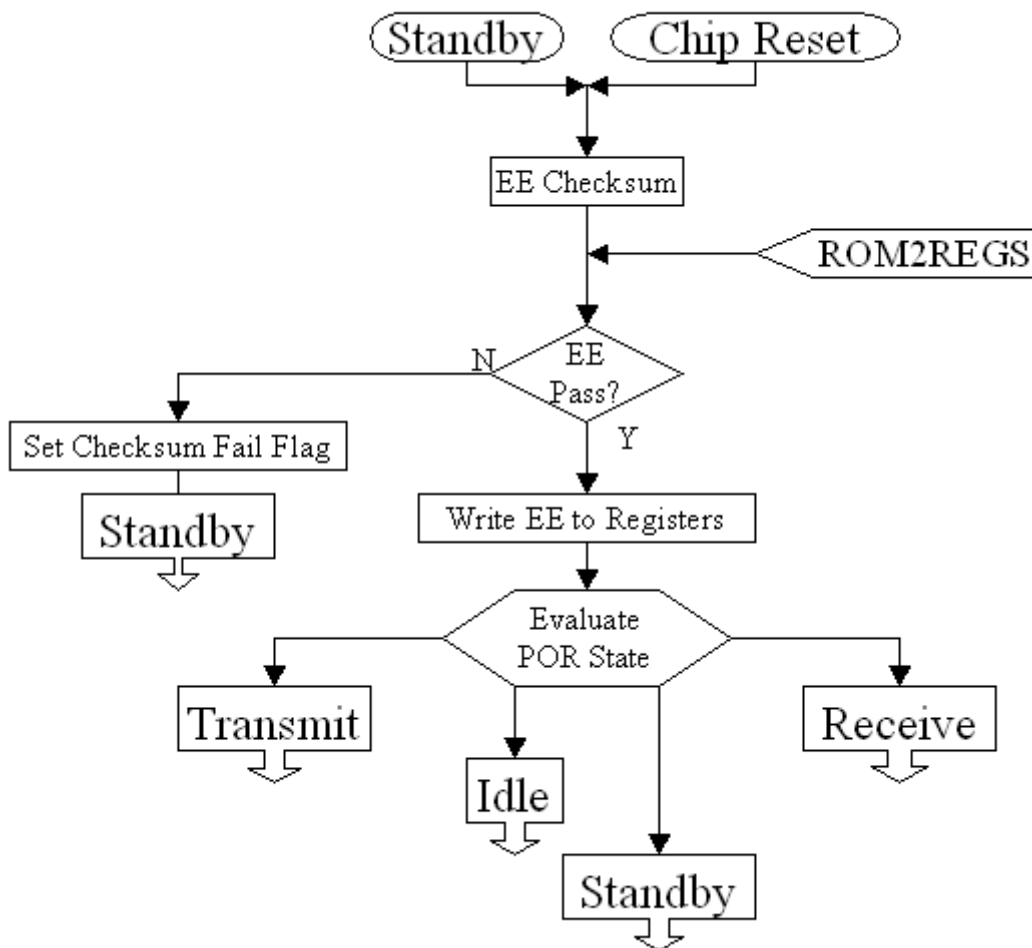 Standby
Chip Reset
EE Checksum
ROM2REGS
N
EE
Pass?
Set Checksum Fail Flag
Y
Standby
Write EE to Registers
Evaluate
POR State
Transmit
Receive
Idle
Standby